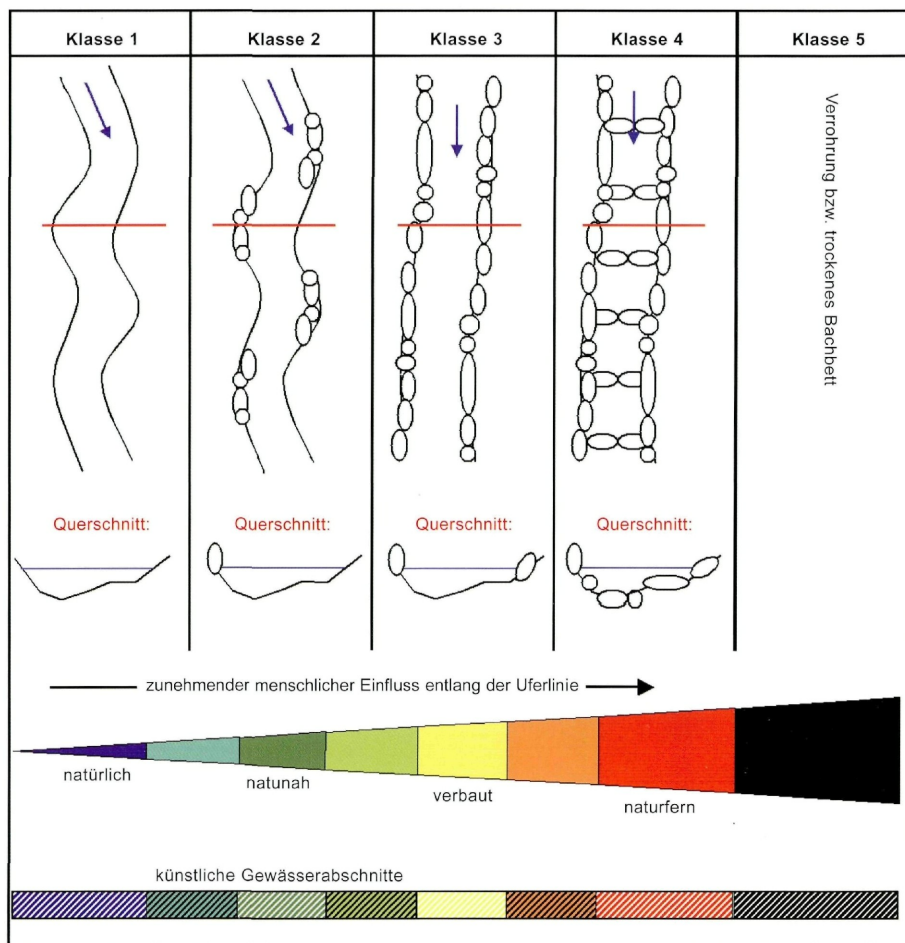 Klasse 1
Klasse 2
Klasse 3
Klasse 4
Klasse 5
Verrohrung bzw. trockenes Bachbett
Querschnitt:
Querschnitt:
Querschnitt:
Querschnitt:
zunehmender menschlicher Einfluss entlang der Uferlinie
natürlich
natunah
verbaut
naturfern
künstliche Gewässerabschnitte